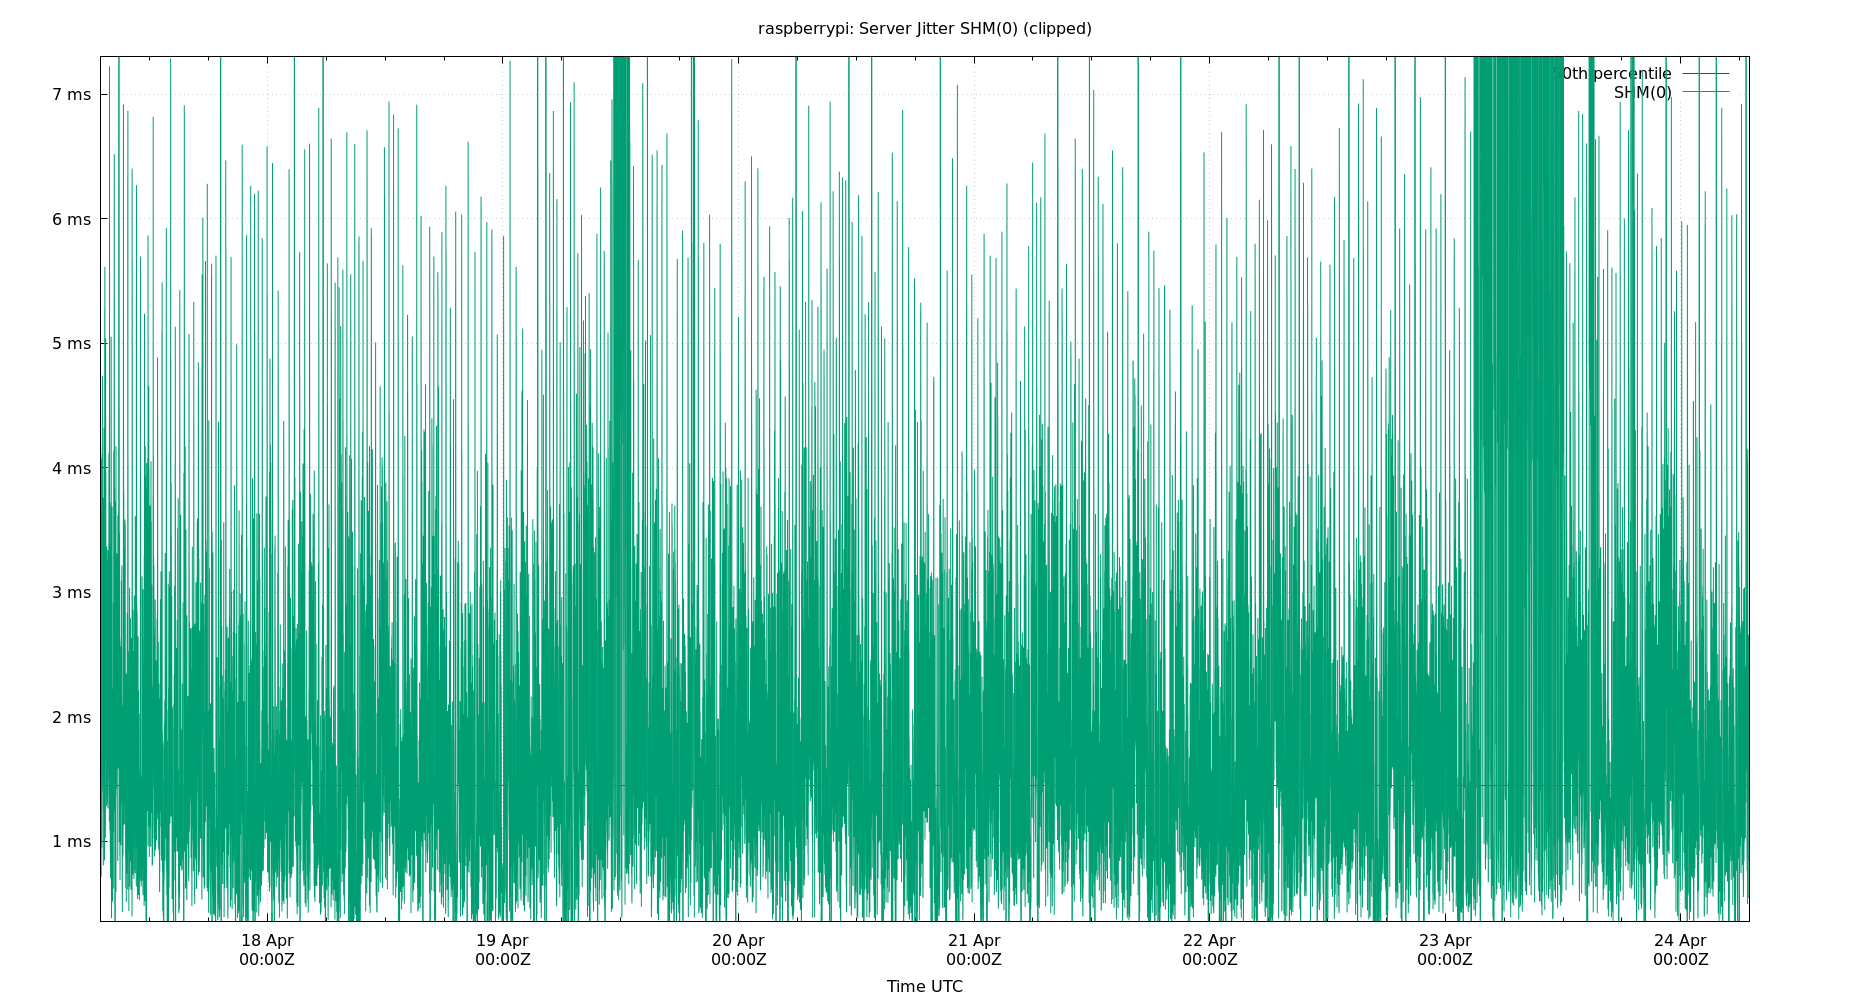 raspberrypi: Server Jitter SHM(0) (clipped)
0th percentile
SHM(0)
7 ms
6 ms
5 ms
4 ms
3 ms
2 ms
1 ms
18 Apr 19 Apr 20 Apr 21 Apr 22 Apr 23 Apr 24 Apr
00:00Z 00:00Z 00:00Z 00:00Z 00:00Z 00:00Z 00:00Z
Time UTC